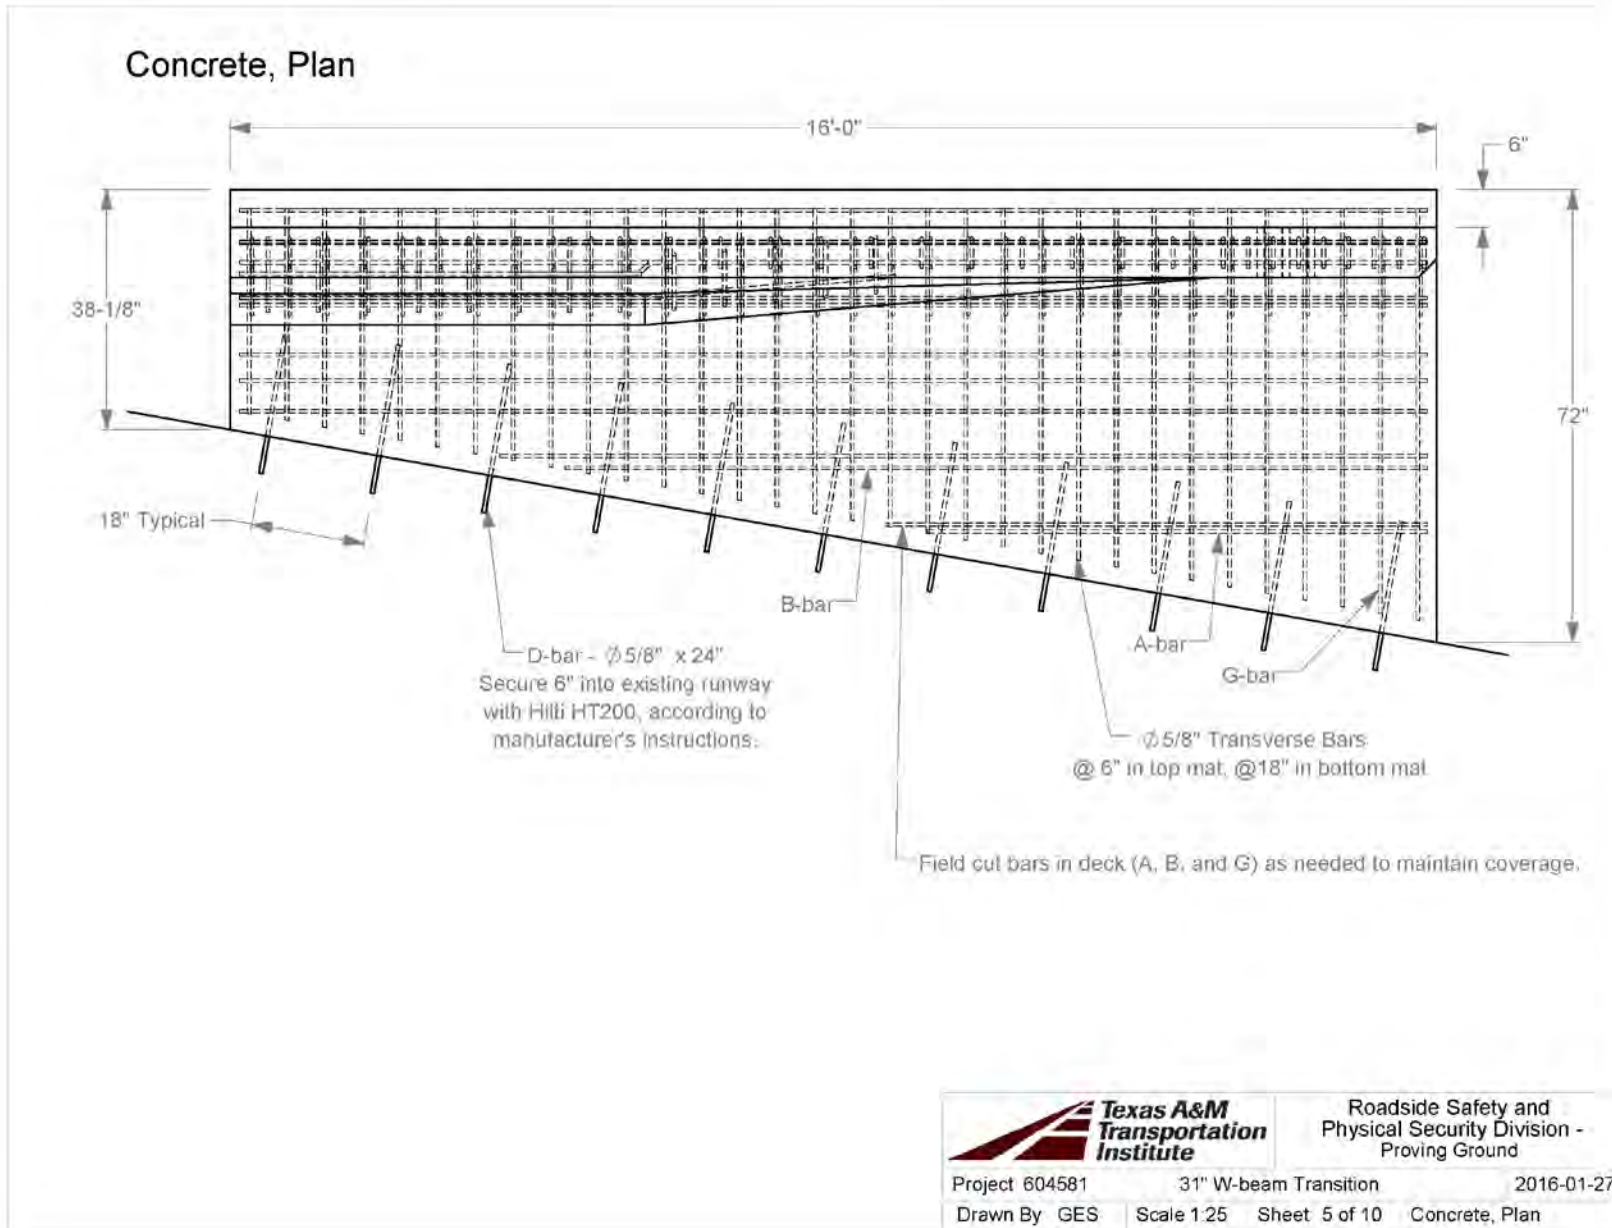 Concrete, Plan
16'-0"
6"
38-1/8"
72"
18" Typical
B-bar
A-bar
G-bar
D-bar - ∅ 5/8" x 24"
Secure 6" into existing runway
with Hilti HT200, according to
manufacturer's instructions.
∅ 5/8" Transverse Bars
@ 6" in top mat, @18" in bottom mat
Field cut bars in deck (A, B, and G) as needed to maintain coverage.
Texas A&M
Transportation
Institute
Roadside Safety and
Physical Security Division -
Proving Ground
Project 604581 31" W-beam Transition 2016-01-27
Drawn By GES Scale 1:25 Sheet 5 of 10 Concrete, Plan